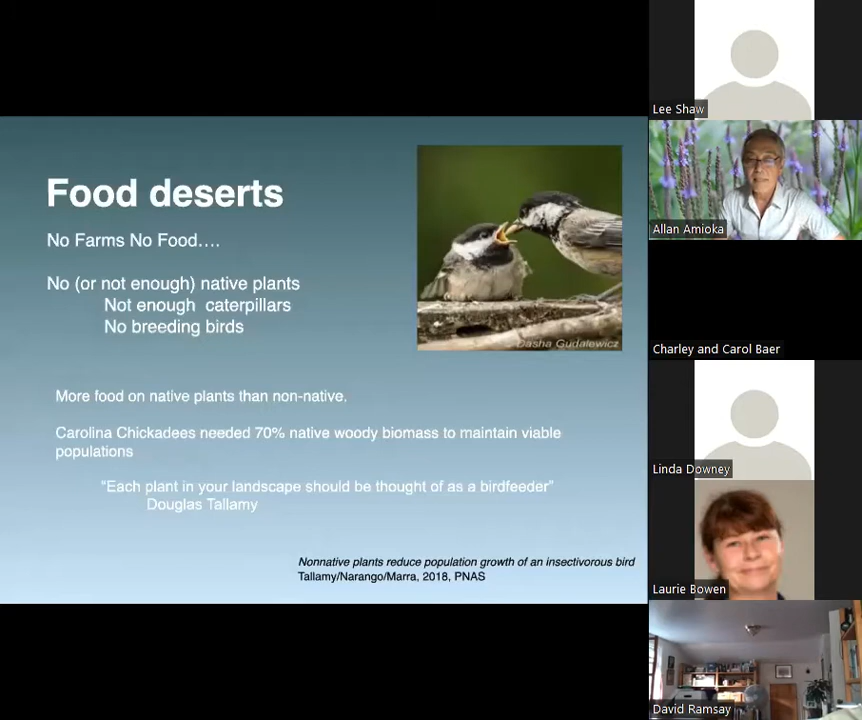 Food deserts
No Farms No Food....
No (or not enough) native plants
Not enough caterpillars
No breeding birds
Dasha Gudalewicz
More food on native plants than non-native.
Carolina Chickadees needed 70% native woody biomass to maintain viable
populations
“Each plant in your landscape should be thought of as a birdfeeder”
Douglas Tallamy
Nonnative plants reduce population growth of an insectivorous bird
Tallamy/Narango/Marra, 2018, PNAS
Lee Shaw
Allan Amioka
Charley and Carol Baer
Linda Downey
Laurie Bowen
David Ramsay